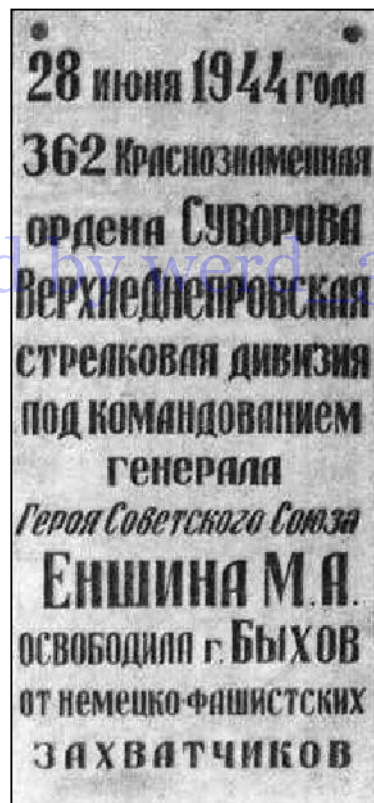 28 июня 1944 года
362 Краснознаменная
ордена Суворова
Верхнеднепровская
стрелковая дивизия
под командованием
генерала
Героя Советского Союза
Еншина М.А.
освободила г. Быхов
от немецко-фашистских
захватчиков